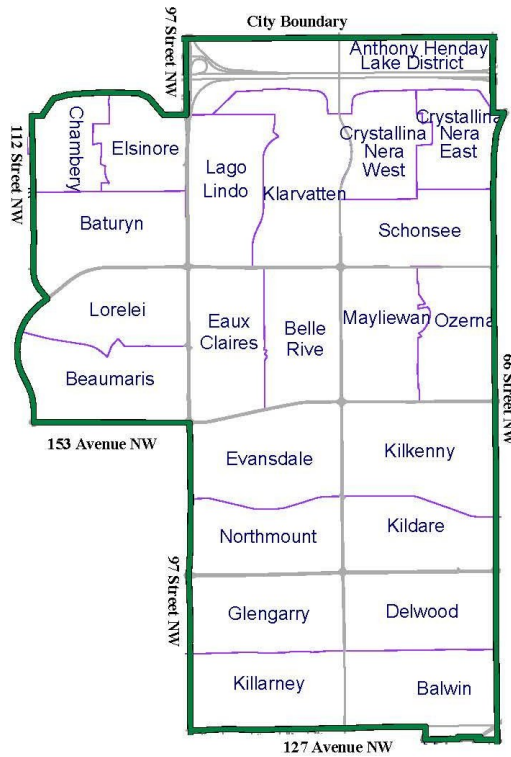 City Boundary
97 Street NW
Anthony Henday
Lake District
112 Street NW
Chambery
Elsinore
Lago
Lindo
Klarvatten
Crystallina
Nera
West
Crystallina
Nera
East
Baturyn
Schonsee
Lorelei
Eaux
Claires
Belle
Rive
Mayliewan
Ozerna
Beaumaris
66 Street NW
153 Avenue NW
Evansdale
Kilkenny
Northmount
Kildare
97 Street NW
Glengarry
Delwood
Killarney
Balwin
127 Avenue NW